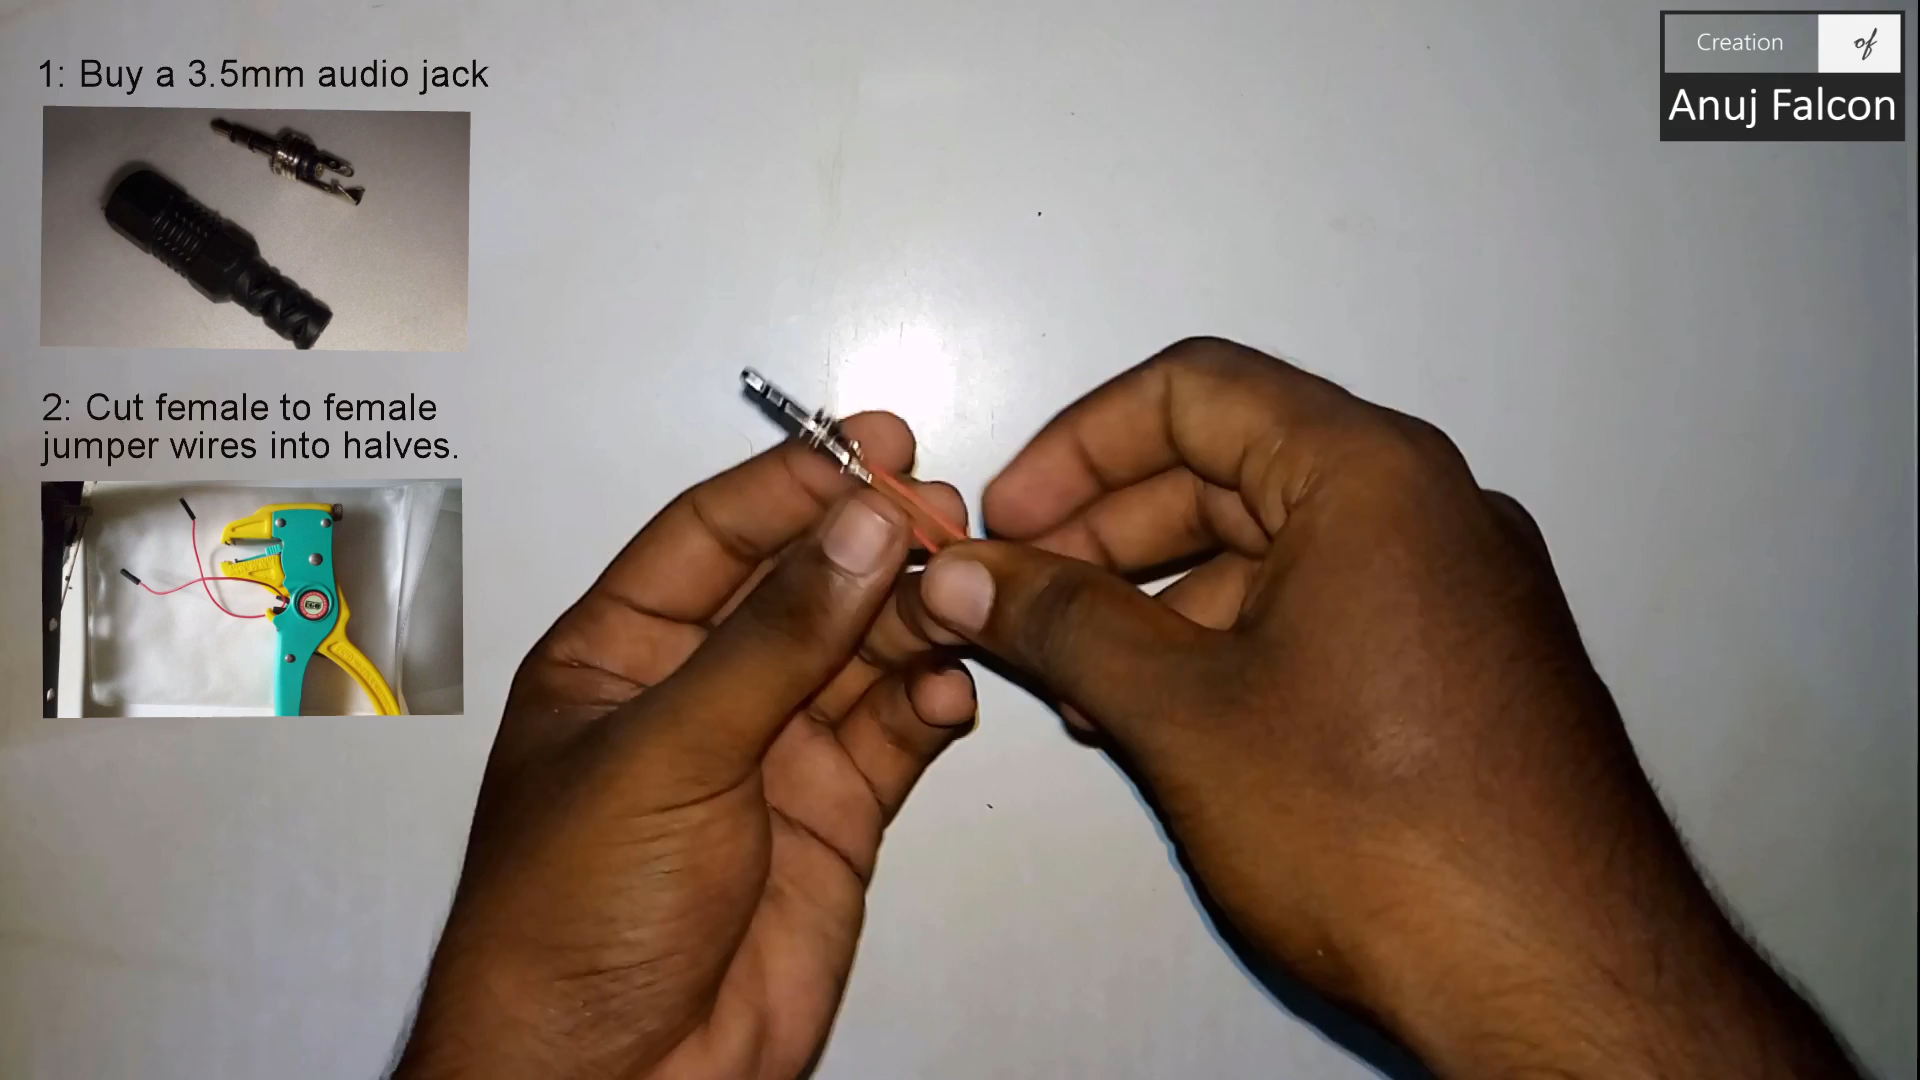 1: Buy a 3.5mm audio jack
2: Cut female to female
jumper wires into halves.
Creation of
Anuj Falcon